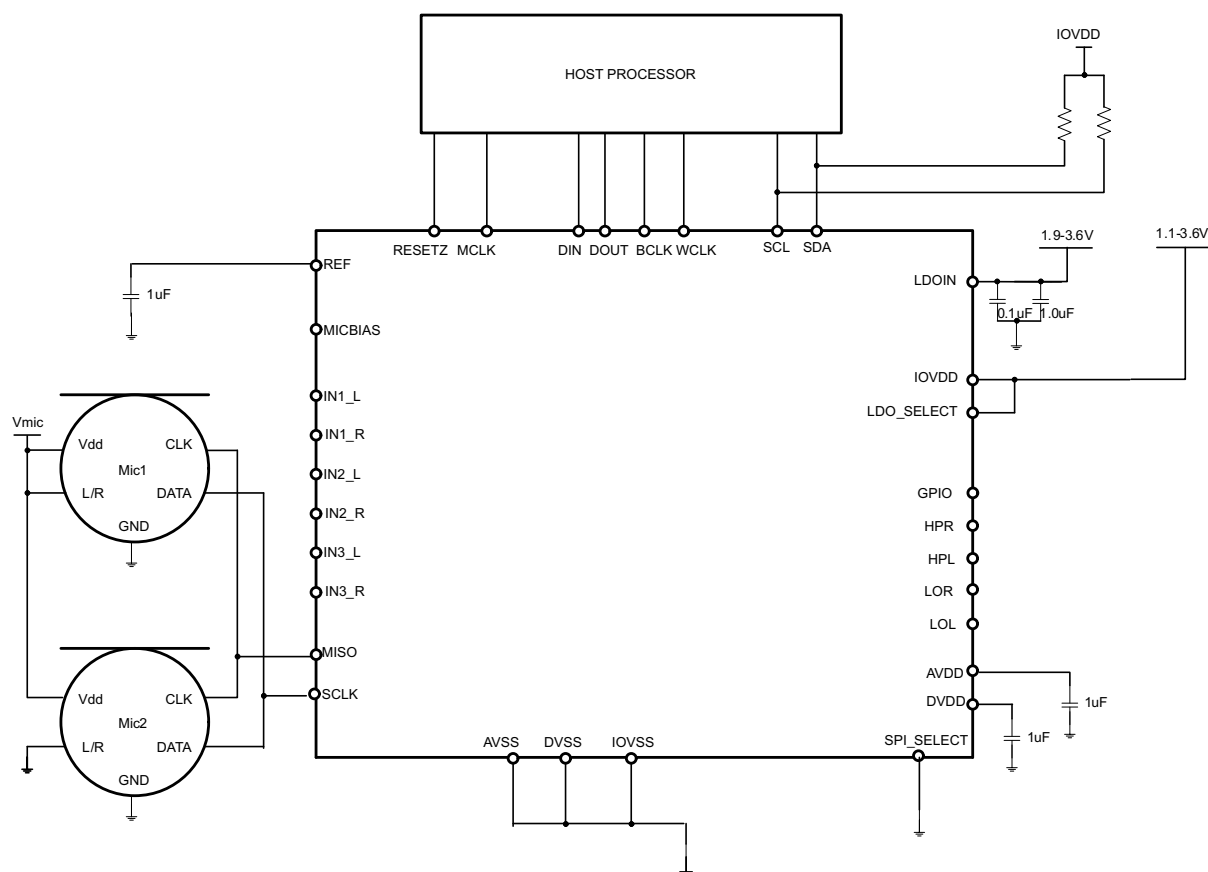 IOVDD
HOST PROCESSOR
RESETZ MCLK DIN DOUT BCLK WCLK SCL SDA
1.9-3.6V
1.1-3.6V
REF
1uF
LDOIN
0.1uF 1.0uF
MICBIAS
IOVDD
LDO_SELECT
IN1_L
IN1_R
IN2_L
IN2_R
IN3_L
IN3_R
Vmic
Vdd
CLK
Mic1
L/R
DATA
GND
GPIO
HPR
HPL
LOR
LOL
MISO
SCLK
AVDD
1uF
DVDD
1uF
Vdd
CLK
Mic2
L/R
DATA
GND
AVSS DVSS IOVSS
SPI_SELECT